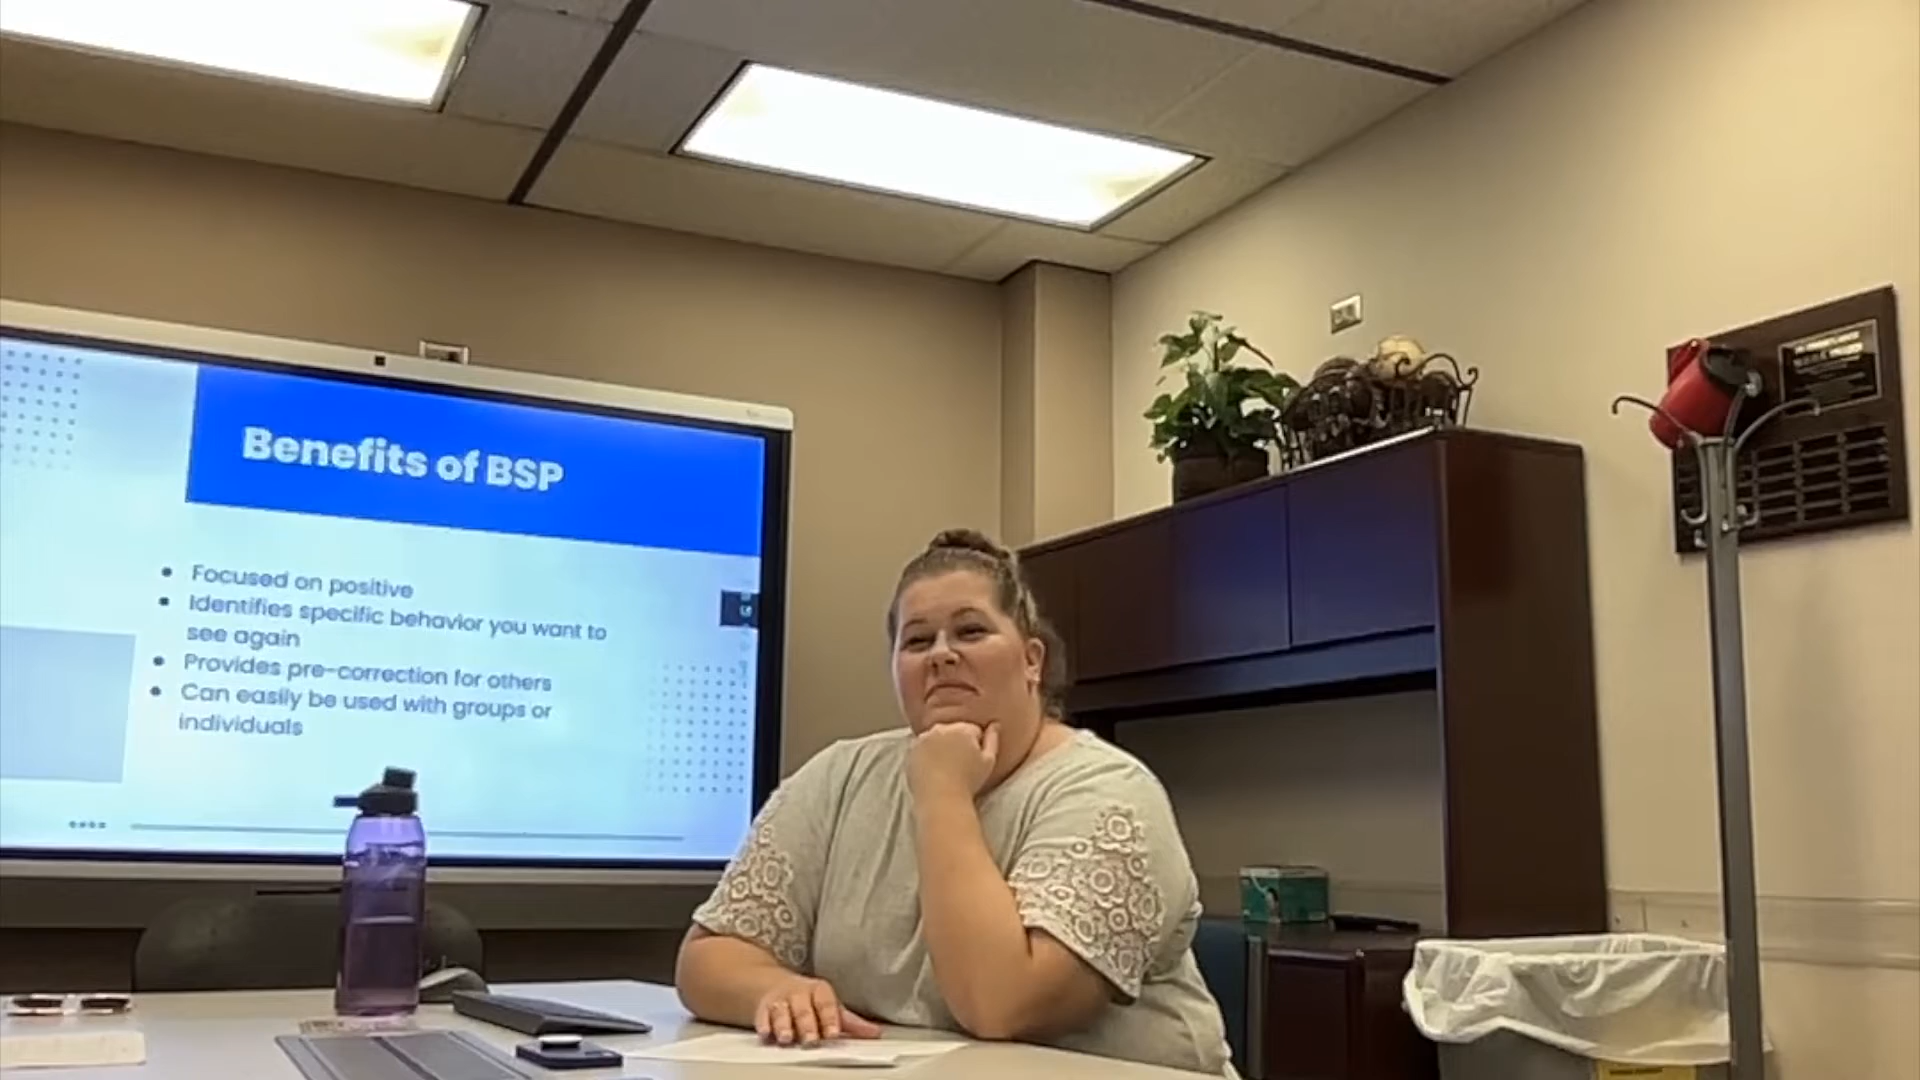 Benefits of BSP
Focused on positive
Identifies specific behavior you want to
see again
Provides pre-correction for others
Can easily be used with groups or
individuals